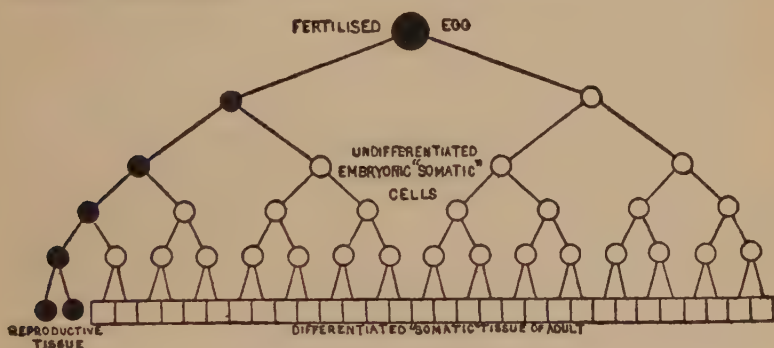 FERTILISED EGG
UNDIFFERENTIATED
EMBRYONIC "SOMATIC"
CELLS
REPRODUCTIVE
TISSUE
DIFFERENTIATED "SOMATIC" TISSUE OF ADULT